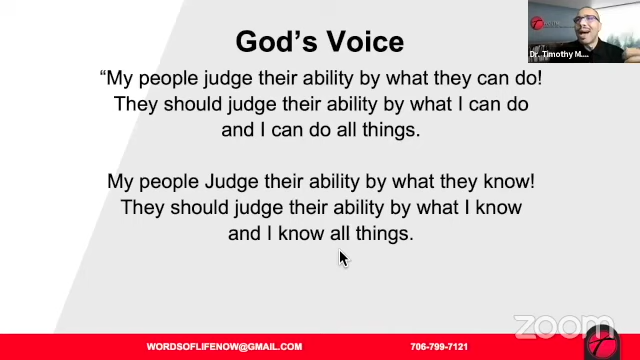 God's Voice
“My people judge their ability by what they can do!
They should judge their ability by what I can do
and I can do all things.
My people Judge their ability by what they know!
They should judge their ability by what I know
and I know all things.
Dr. Timothy M....
zoom
WORDSOFLIFENOW@GMAIL.COM 706-799-7121